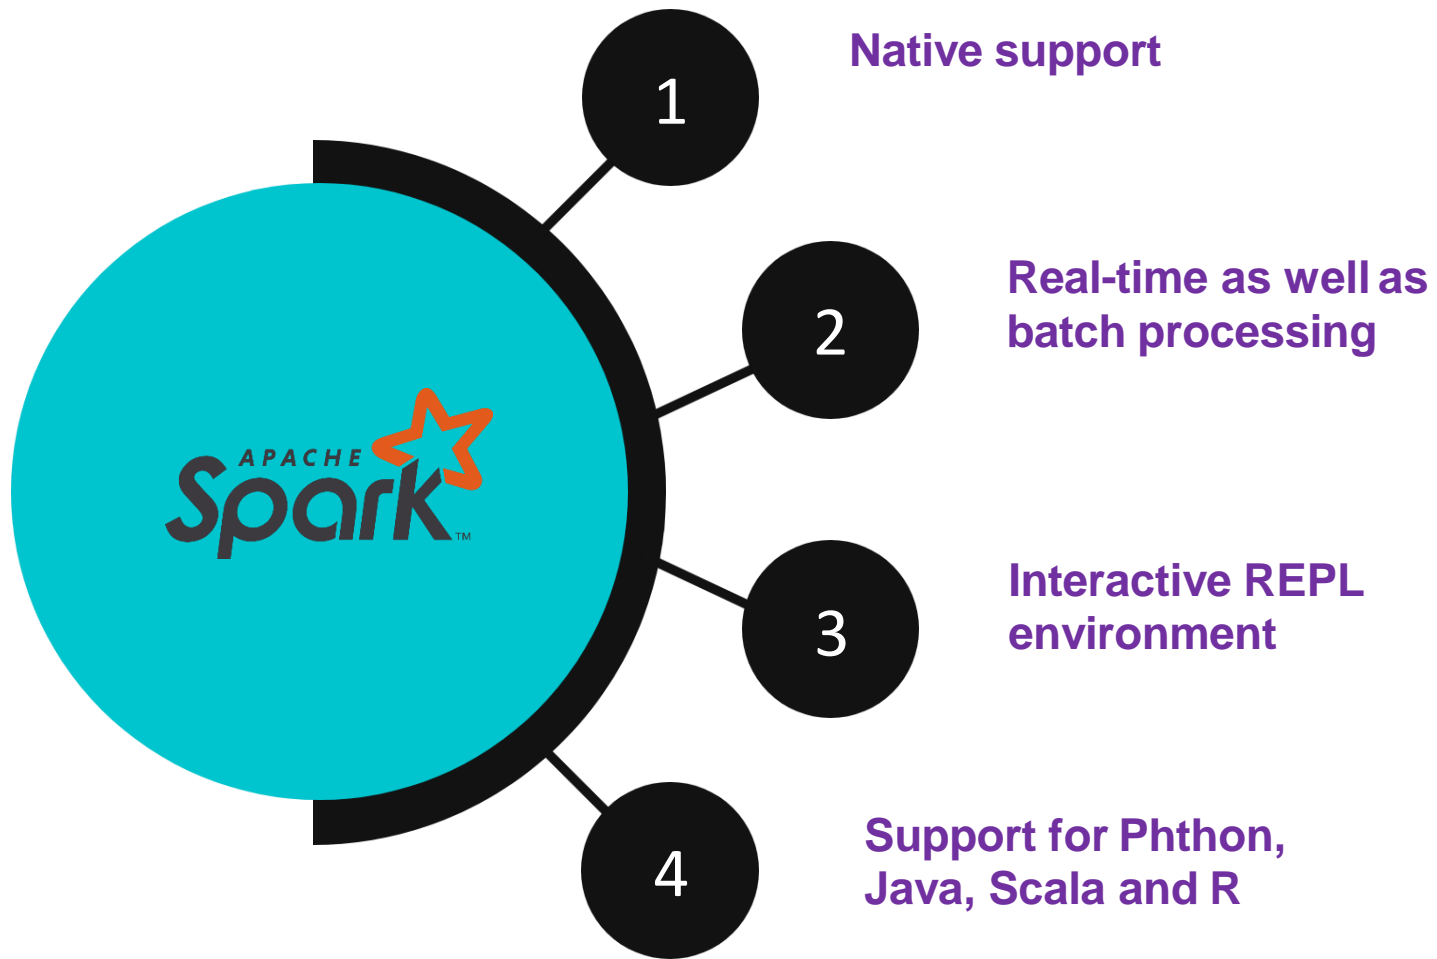 1
Native support
2
Real-time as well as
batch processing
APACHE
Spark™
3
Interactive REPL
environment
4
Support for Phthon,
Java, Scala and R